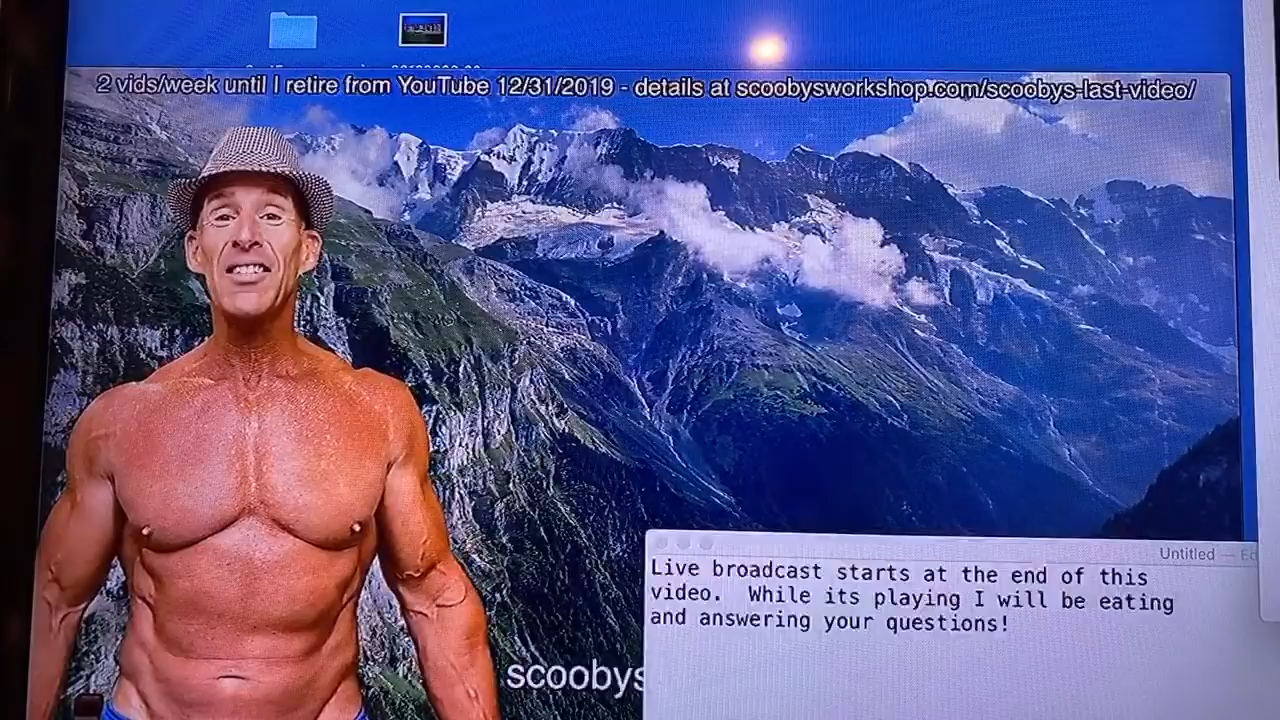 2 vids/week until I retire from YouTube 12/31/2019 - details at scoobysworkshop.com/scoobys-last-video/
Untitled —
Live broadcast starts at the end of this
video. While its playing I will be eating
and answering your questions!
scoobys